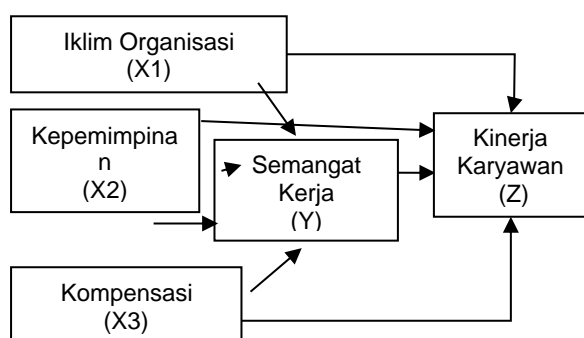 Iklim Organisasi
(X1)
Kepemimpina
n
(X2)
Semangat
Kerja
(Y)
Kinerja
Karyawan
(Z)
Kompensasi
(X3)